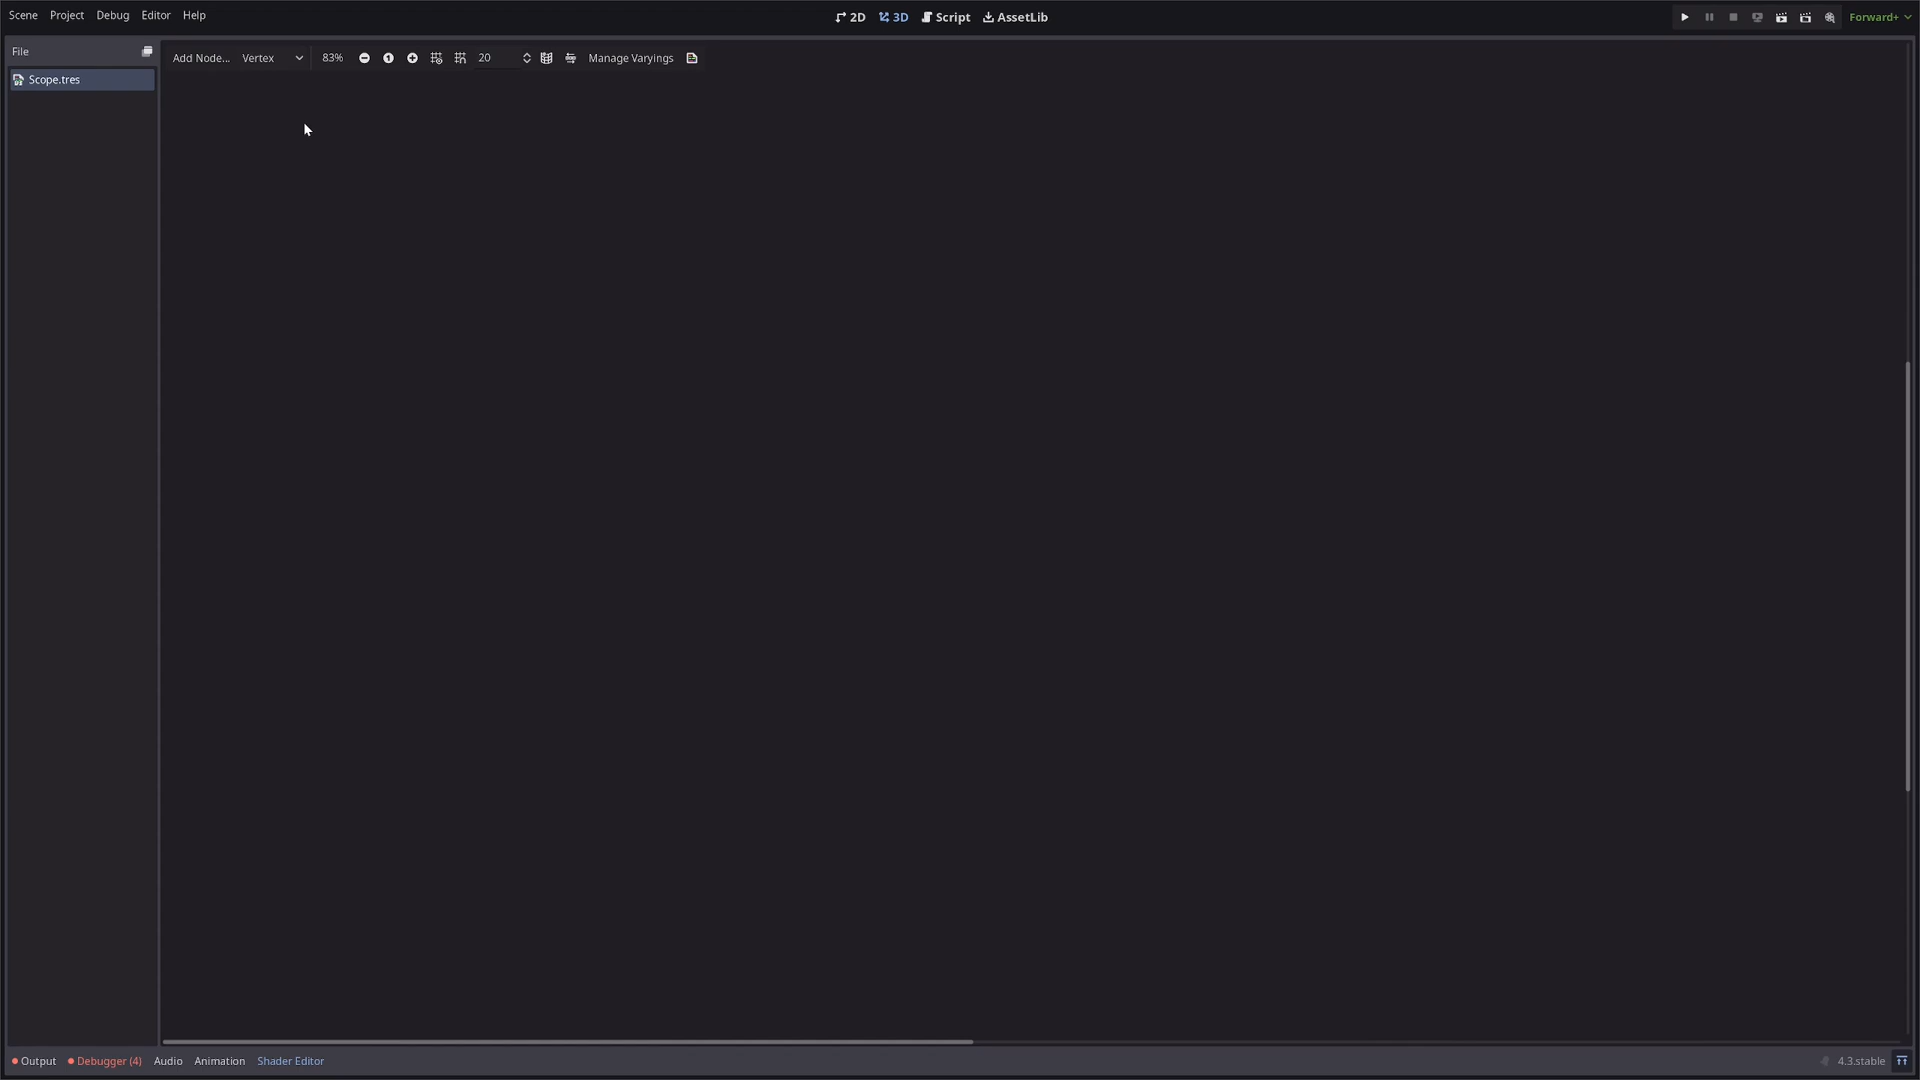 Scene Project Debug Editor Help
2D 3D Script AssetLib
Forward+
File
Scope.tres
Add Node... Vertex 83% 20 Manage Varyings
Output Debugger (4) Audio Animation Shader Editor
4.3.stable